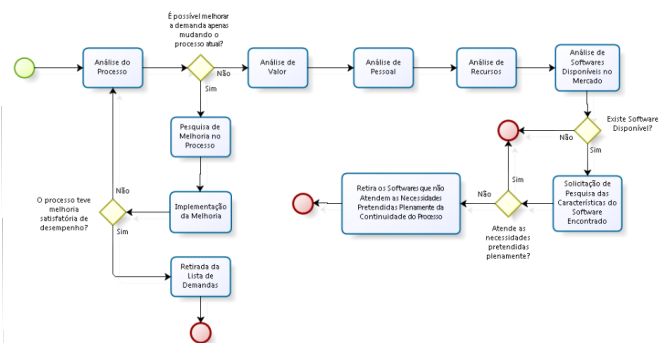 É possível melhorar
a demanda apenas
mudando o
processo atual?
Análise do
Processo
Não
Sim
Análise de
Valor
Análise de
Pessoal
Análise de
Recursos
Análise de
Softwares
Disponíveis no
Mercado
Pesquisa de
Melhoria no
Processo
Existe Software
Disponível?
Não
Sim
Implementação
da Melhoria
O processo teve
melhoria
satisfatória de
desempenho?
Não
Sim
Retira os Softwares que não
Atendem as Necessidades
Pretendidas Plenamente da
Continuidade do Processo
Não
Sim
Solicitação de
Pesquisa das
Características do
Software
Encontrado
Atende as
necessidades
pretendidas
plenamente?
Retirada da
Lista de
Demandas